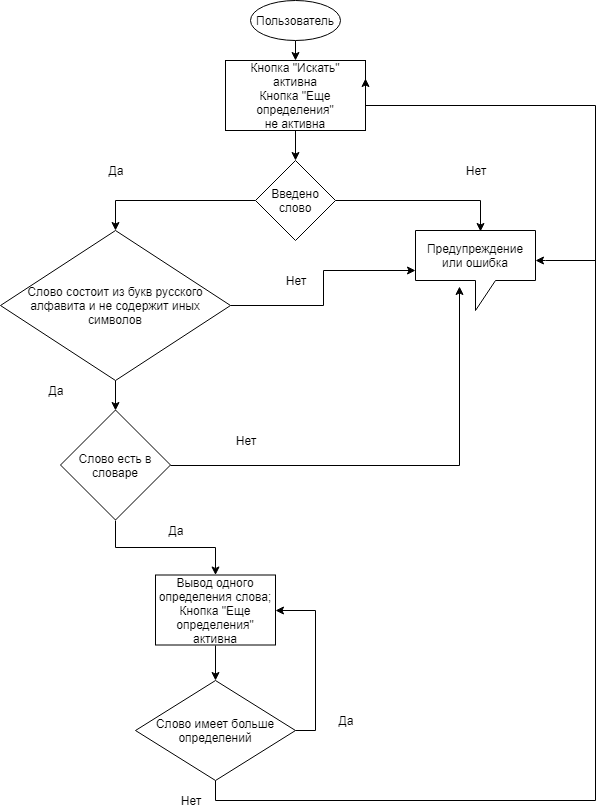 Пользователь
Кнопка "Искать"
активна
Кнопка "Еще
определения"
не активна
Да
Нет
Введено
слово
Предупреждение
или ошибка
Слово состоит из букв русского
алфавита и не содержит иных
символов
Нет
Да
Нет
Слово есть в
словаре
Да
Вывод одного
определения слова;
Кнопка "Еще
определения"
активна
Слово имеет больше
определений
Да
Нет